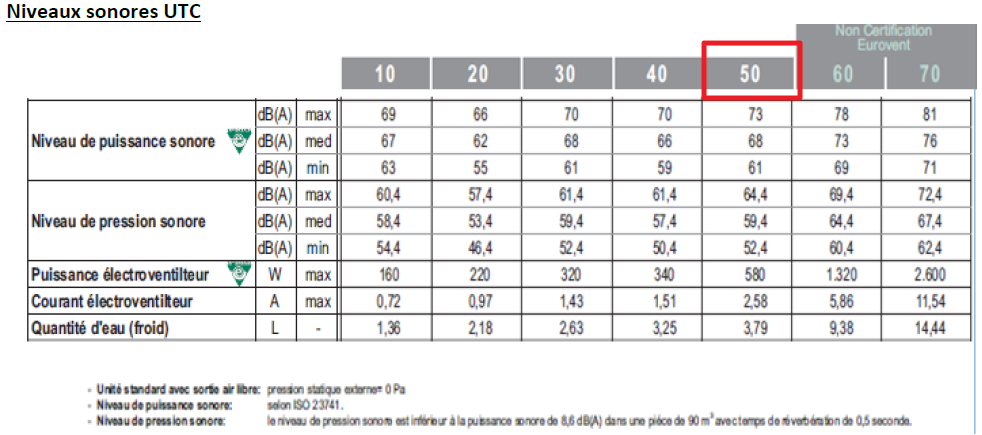 Niveaux sonores UTC
Non Certification
Eurovent
10 20 30 40 50 60 70
Niveau de puissance sonore dB(A) max 69 66 70 70 73 78 81
dB(A) med 67 62 68 66 68 73 76
dB(A) min 63 55 61 59 61 69 71
Niveau de pression sonore dB(A) max 60,4 57,4 61,4 61,4 64,4 69,4 72,4
dB(A) med 58,4 53,4 59,4 57,4 59,4 64,4 67,4
dB(A) min 54,4 46,4 52,4 50,4 52,4 60,4 62,4
Puissance électroventilteur W max 160 220 320 340 580 1.320 2.600
Courant électroventilteur A max 0,72 0,97 1,43 1,51 2,58 5,86 11,54
Quantité d'eau (froid) L - 1,36 2,18 2,63 3,25 3,79 9,38 14,44
- Unité standard avec sortie air libre: pression statique externe= 0 Pa
- Niveau de puissance sonore: selon ISO 23741.
- Niveau de pression sonore: le niveau de pression sonore est inférieur à la puissance sonore de 8,6 dB(A) dans une pièce de 90 m³ avec temps de réverbération de 0,5 seconde.